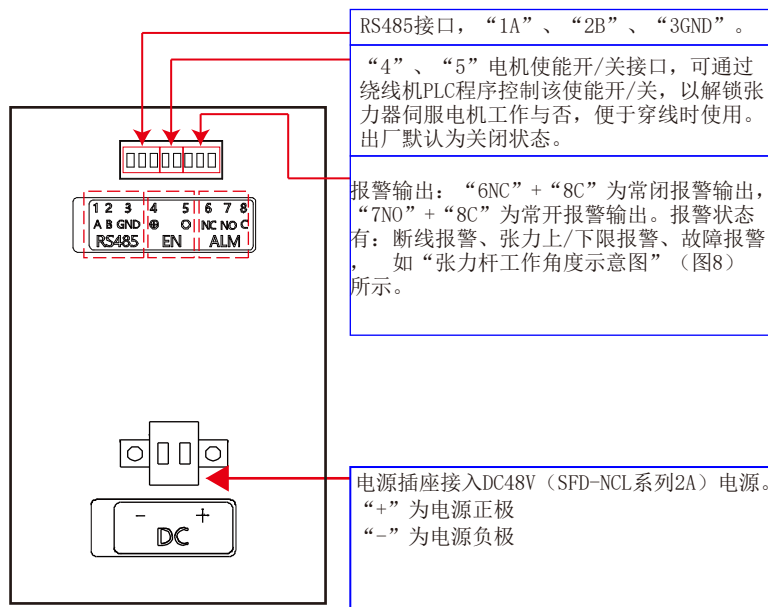 RS485接口，“1A”、“2B”、“3GND”。
“4”、“5”电机使能开/关接口，可通过
绕线机PLC程序控制该使能开/关，以解锁张
力器伺服电机工作与否，便于穿线时使用。
出厂默认为关闭状态。
报警输出：“6NC”+“8C”为常闭报警输出，
“7NO”+“8C”为常开报警输出。报警状态
有：断线报警、张力上/下限报警、故障报警
， 如“张力杆工作角度示意图”（图8）
所示。
1 2 3 4 5 6 7 8
A B GND ⊕ ○ NC NO C
RS485 EN ALM
电源插座接入DC48V（SFD-NCL系列2A）电源。
“+”为电源正极
“-”为电源负极
- +
DC